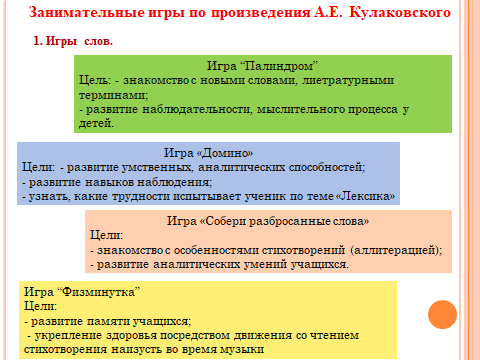 Занимательные игры по произведения А.Е. Кулаковского
1. Игры слов.
Игра “Палиндром”
Цель: - знакомство с новыми словами, лиетратурными
терминами;
- развитие наблюдательности, мыслительного процесса у
детей.
Игра «Домино»
Цели: - развитие умственных, аналитических способностей;
- развитие навыков наблюдения;
- узнать, какие трудности испытывает ученик по теме «Лексика»
Игра «Собери разбросанные слова»
Цели:
- знакомство с особенностями стихотворений (аллитерацией);
- развитие аналитических умений учащихся.
Игра “Физминутка”
Цели:
- развитие памяти учащихся;
- укрепление здоровья посредством движения со чтением
стихотворения наизусть во время музыки